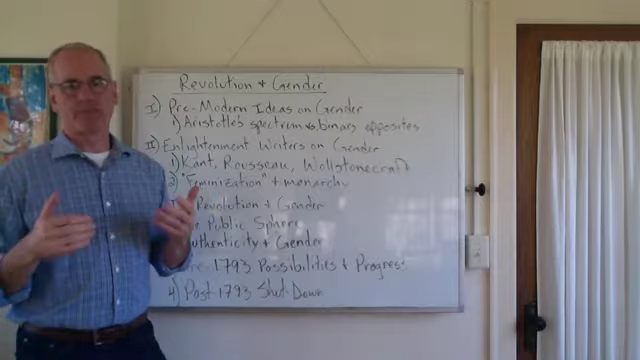 Revolution & Gender
I) Pre-Modern Ideas on Gender
1) Aristotle's spectrum vs binary opposites
II) Enlightenment Writers on Gender
1) Kant, Rousseau, Wollstonecraft
2) "Feminization" & monarchy
Revolution & Gender
Public Sphere
Authenticity & Gender
1793 Possibilities & Progress
4) Post 1793 Shut Down